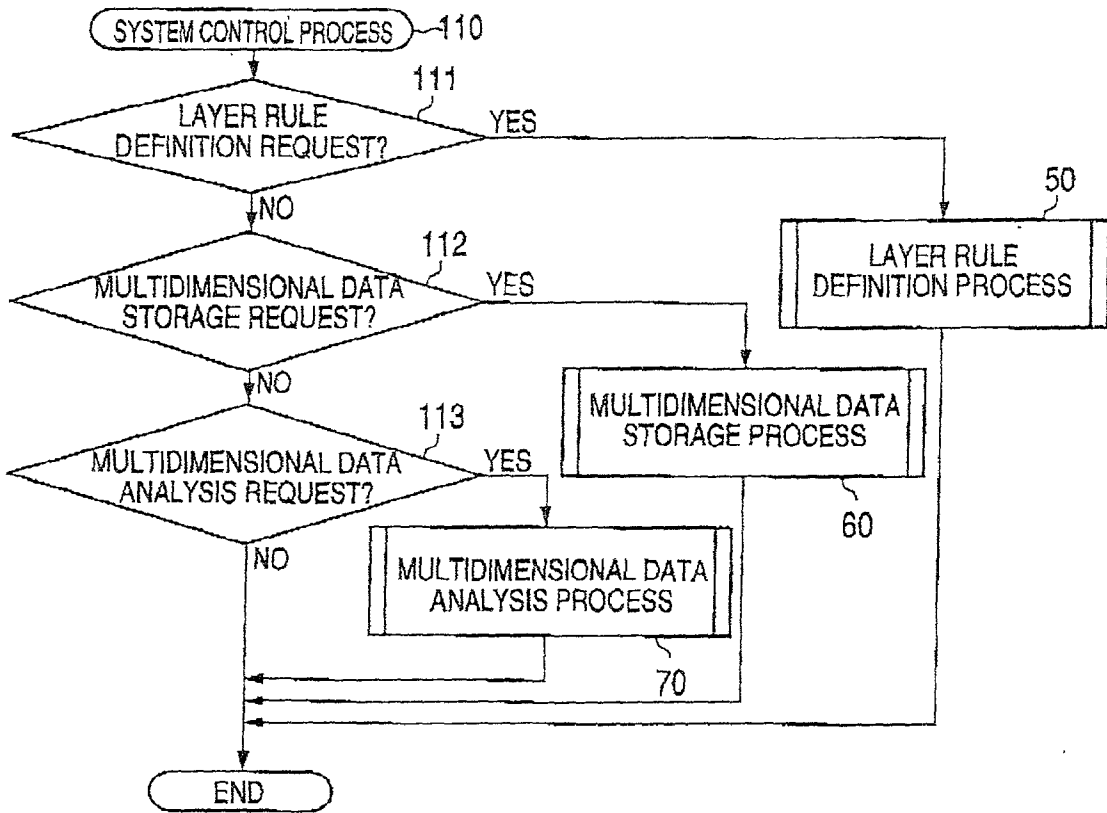 SYSTEM CONTROL PROCESS
110
111
LAYER RULE
DEFINITION REQUEST?
YES
NO
50
LAYER RULE
DEFINITION PROCESS
112
MULTIDIMENSIONAL DATA
STORAGE REQUEST?
YES
NO
MULTIDIMENSIONAL DATA
STORAGE PROCESS
60
113
MULTIDIMENSIONAL DATA
ANALYSIS REQUEST?
YES
NO
MULTIDIMENSIONAL DATA
ANALYSIS PROCESS
70
END